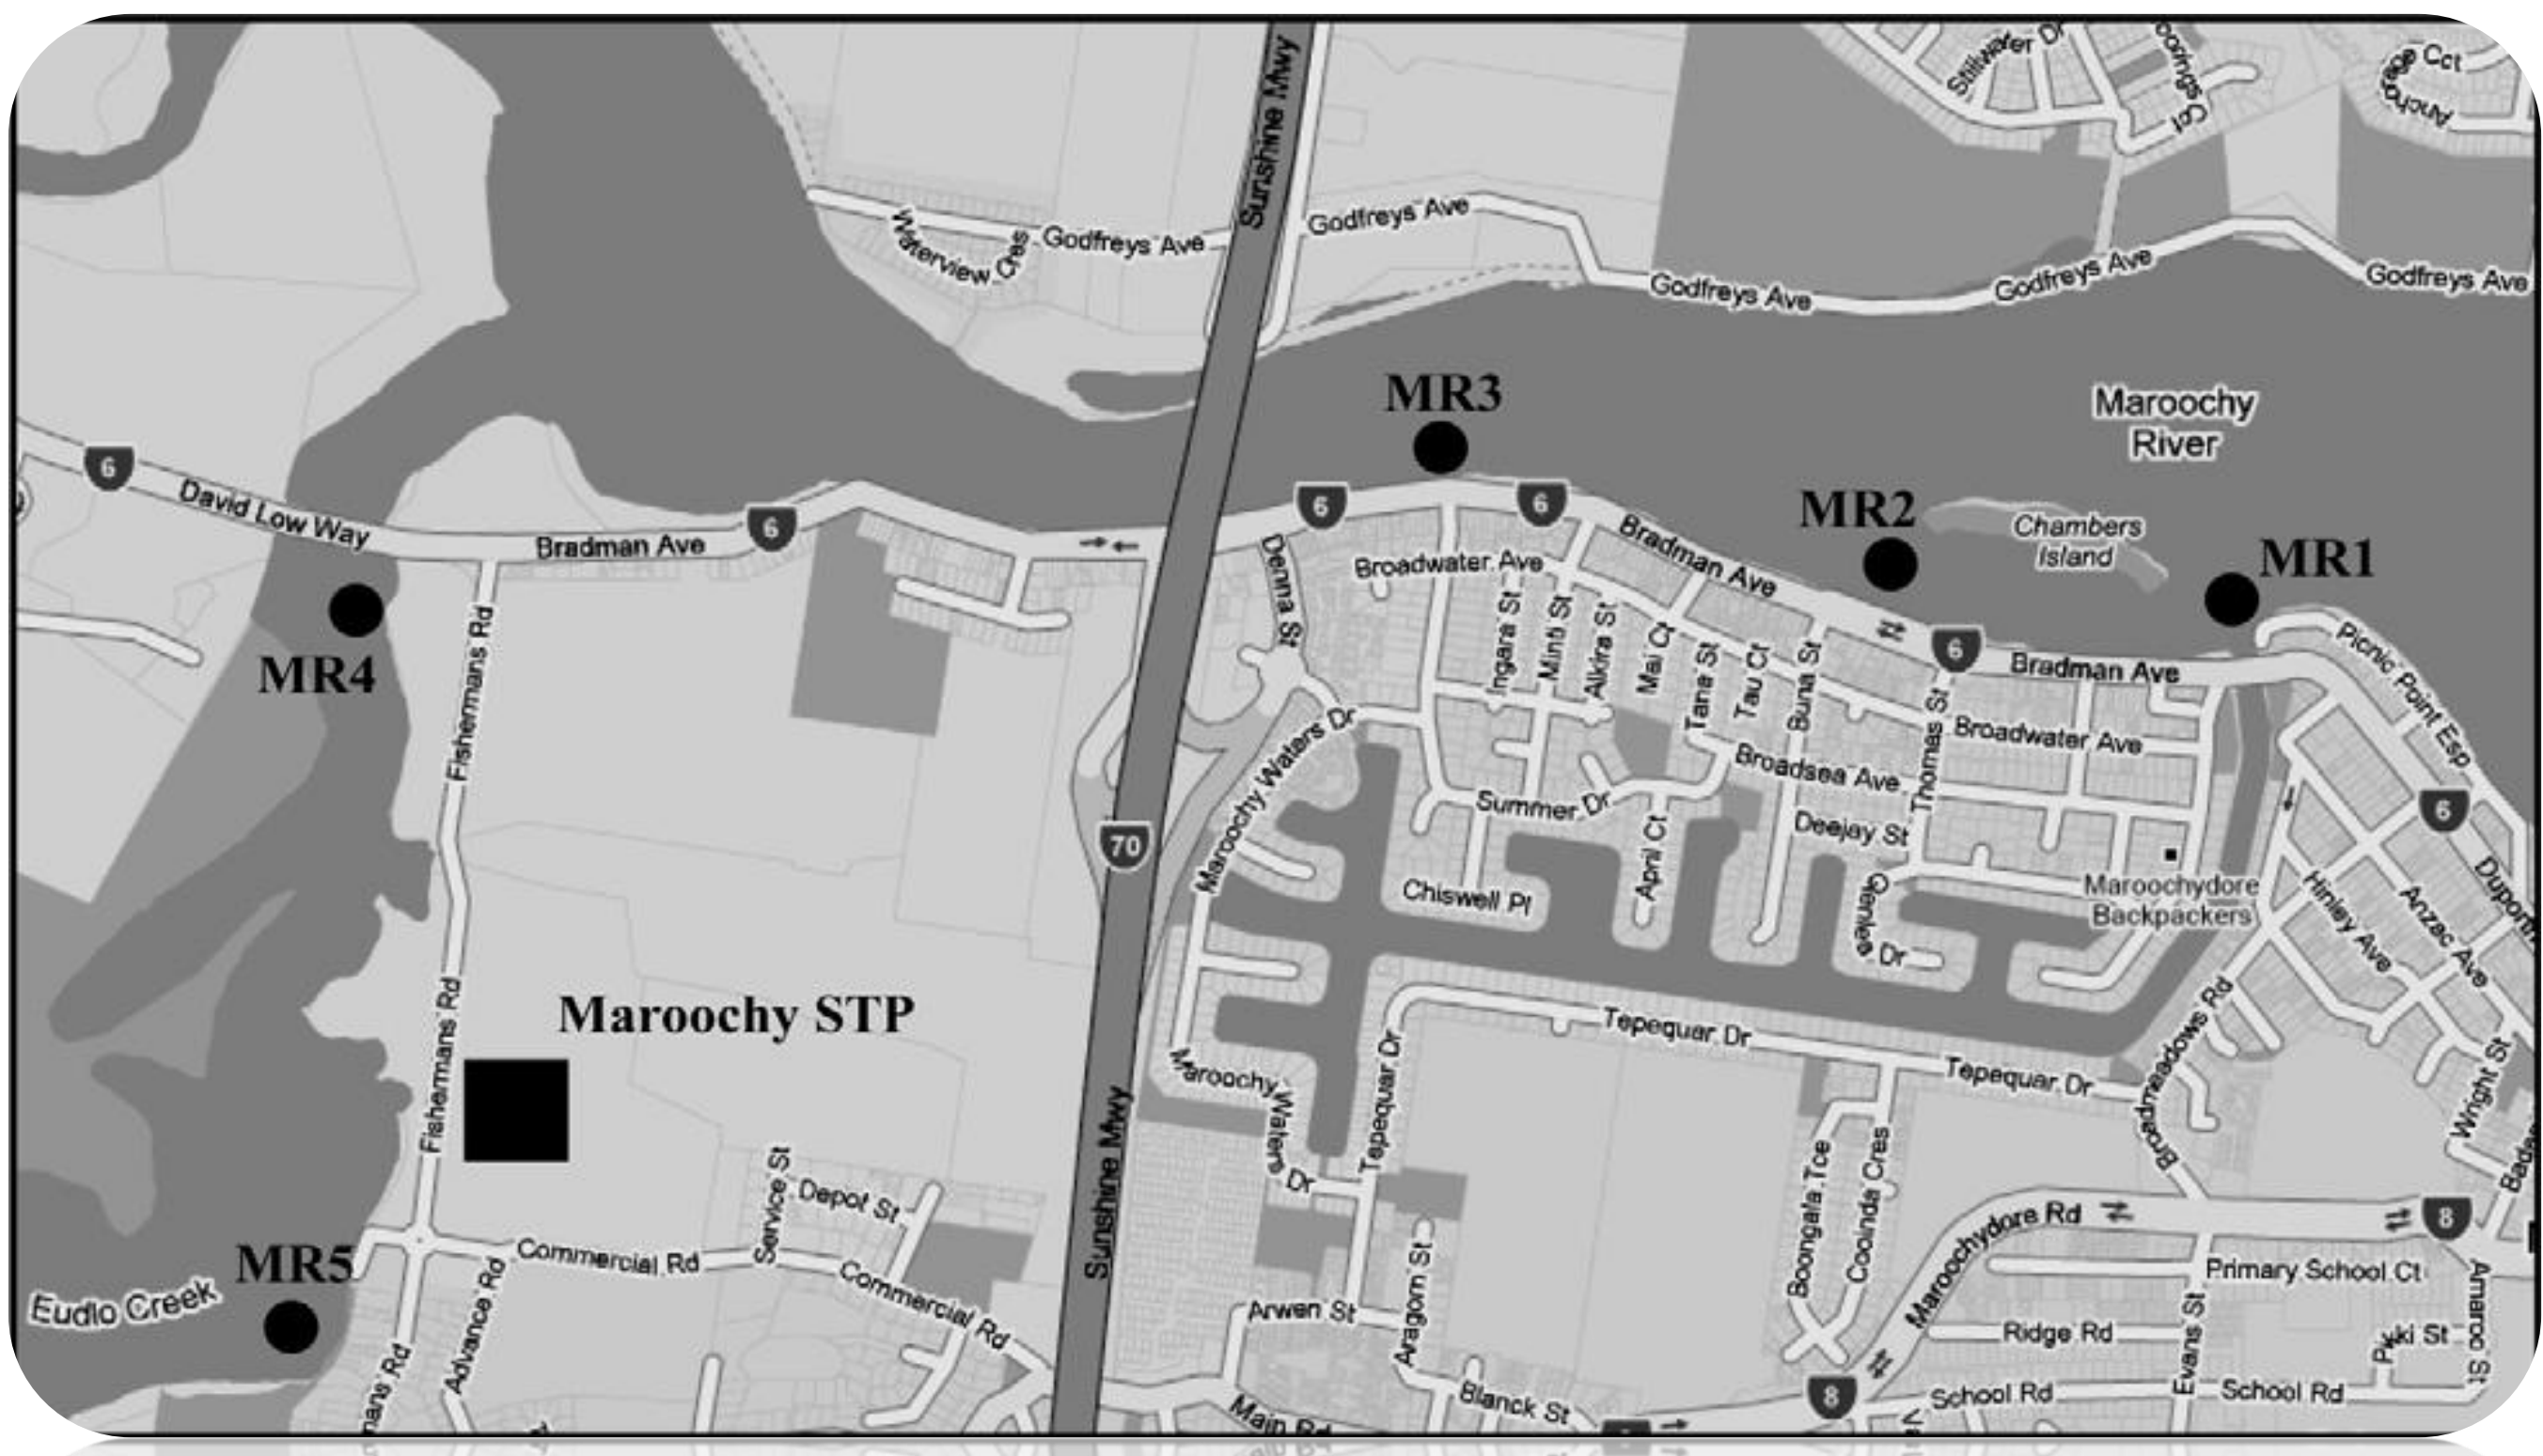 Stillwater Dr
Cct
Sunshine Mwy
Godfreys Ave
Waterview Cres
Godfreys Ave
Godfreys Ave
Godfreys Ave
Godfreys Ave
MR3
Maroochy
River
6
David Low Way
6
Bradman Ave
6
6
MR2
Chambers
Island
MR1
Bradman Ave
Denna St
Broadwater Ave
MR4
Fishermans Rd
Ingara St
Minti St
Alkira St
Mai Ct
Tana St
Tau Ct
Buna St
6
Bradman Ave
Picnic Point Esp
Thomas St
Broadwater Ave
Maroochy Waters Dr
Broadsea Ave
Summer Dr
6
70
April Ct
Deejay St
Chiswell Pl
Maroochydore
Backpackers
Dr
Hinley Ave
Anzac Ave
Fishermans Rd
Maroochy STP
Tepequar Dr
Tepequar Dr
Tepequar Dr
Broadmeadows Rd
Wright St
Maroochy Waters Dr
Sunshine Mwy
Service St
Depot St
Boongala Tce
Coolnda Cres
Maroochydore Rd
8
MR5
Eudlo Creek
Commercial Rd
Commercial Rd
Advance Rd
Arwen St
Aragorn St
Primary School Ct
Amaroo St
Ridge Rd
Evans St
8
School Rd
School Rd
Blanck St
Main Rd